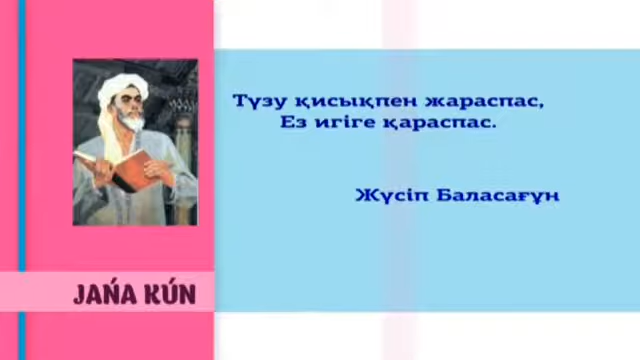 Түзу қисықпен жараспас,
Ез игіге қараспас.
Жүсіп Баласағұн
JAŃA KÚN